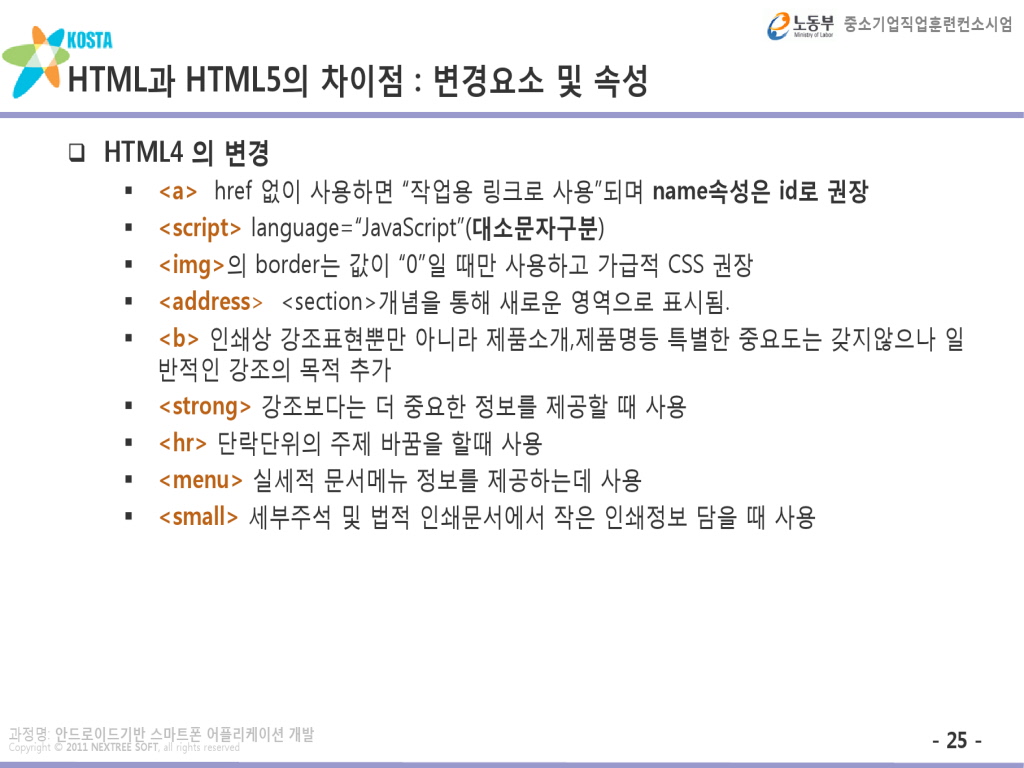 노동부 중소기업직업훈련컨소시엄
Ministry of Labor
KOSTA
HTML과 HTML5의 차이점 : 변경요소 및 속성
❑ HTML4 의 변경
▪ <a> href 없이 사용하면 “작업용 링크로 사용”되며 name속성은 id로 권장
▪ <script> language=“JavaScript”(대소문자구분)
▪ <img>의 border는 값이 “0”일 때만 사용하고 가급적 CSS 권장
▪ <address> <section>개념을 통해 새로운 영역으로 표시됨.
▪ <b> 인쇄상 강조표현뿐만 아니라 제품소개,제품명등 특별한 중요도는 갖지않으나 일
반적인 강조의 목적 추가
▪ <strong> 강조보다는 더 중요한 정보를 제공할 때 사용
▪ <hr> 단락단위의 주제 바꿈을 할때 사용
▪ <menu> 실세적 문서메뉴 정보를 제공하는데 사용
▪ <small> 세부주석 및 법적 인쇄문서에서 작은 인쇄정보 담을 때 사용
과정명: 안드로이드기반 스마트폰 어플리케이션 개발
Copyright © 2011 NEXTREE SOFT, all rights reserved
- 25 -